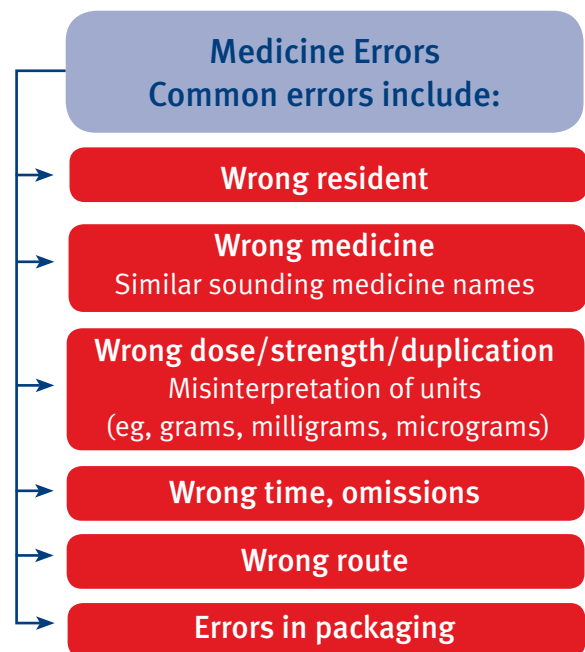 Medicine Errors
Common errors include:
Wrong resident
Wrong medicine
Similar sounding medicine names
Wrong dose/strength/duplication
Misinterpretation of units
(eg, grams, milligrams, micrograms)
Wrong time, omissions
Wrong route
Errors in packaging